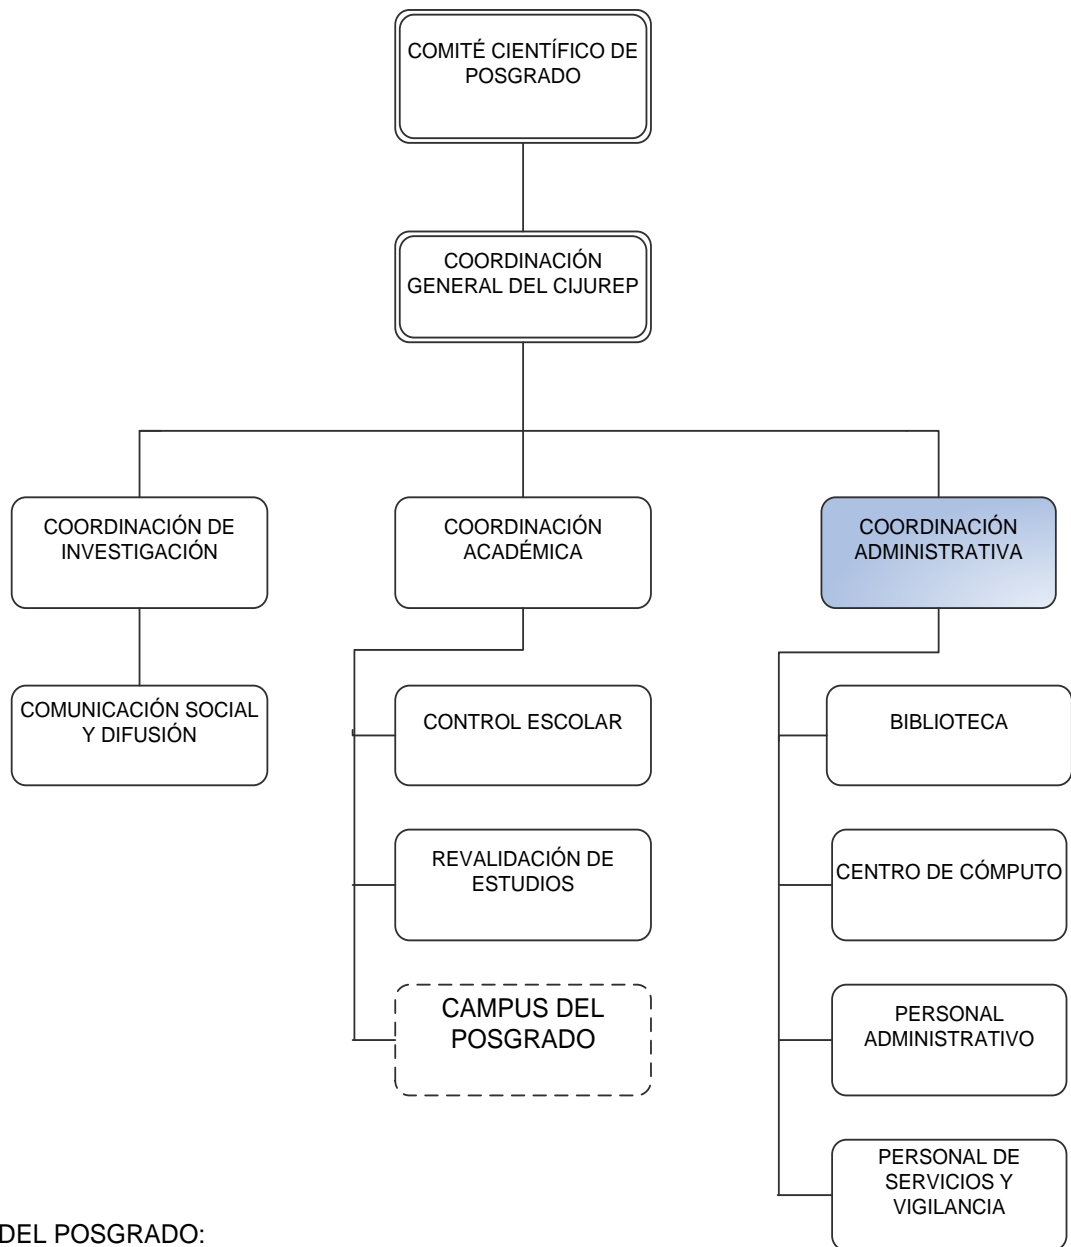 COMITÉ CIENTÍFICO DE
POSGRADO
COORDINACIÓN
GENERAL DEL CIJUREP
COORDINACIÓN DE
INVESTIGACIÓN
COORDINACIÓN
ACADÉMICA
COORDINACIÓN
ADMINISTRATIVA
COMUNICACIÓN SOCIAL
Y DIFUSIÓN
CONTROL ESCOLAR
BIBLIOTECA
REVALIDACIÓN DE
ESTUDIOS
CENTRO DE CÓMPUTO
CAMPUS DEL
POSGRADO
PERSONAL
ADMINISTRATIVO
PERSONAL DE
SERVICIOS Y
VIGILANCIA
DEL POSGRADO: